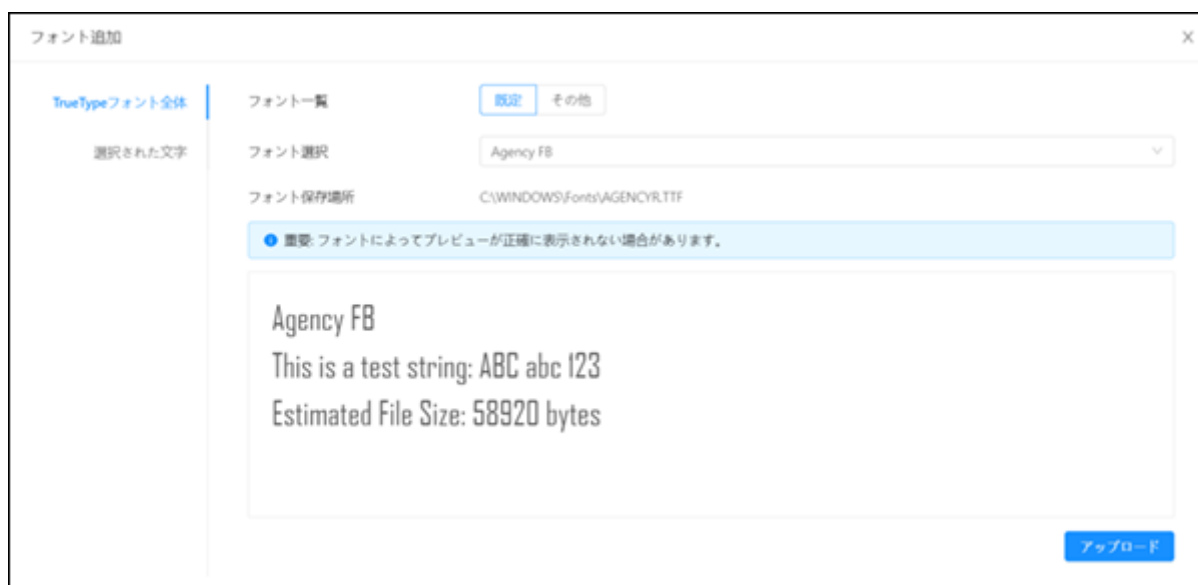 フォント追加
×
TrueTypeフォント全体
選択された文字
フォント一覧 既定 その他
フォント選択 Agency FB
フォント保存場所 C:\WINDOWS\Fonts\AGENCYR.TTF
重要: フォントによってプレビューが正確に表示されない場合があります。
Agency FB
This is a test string: ABC abc 123
Estimated File Size: 58920 bytes
アップロード